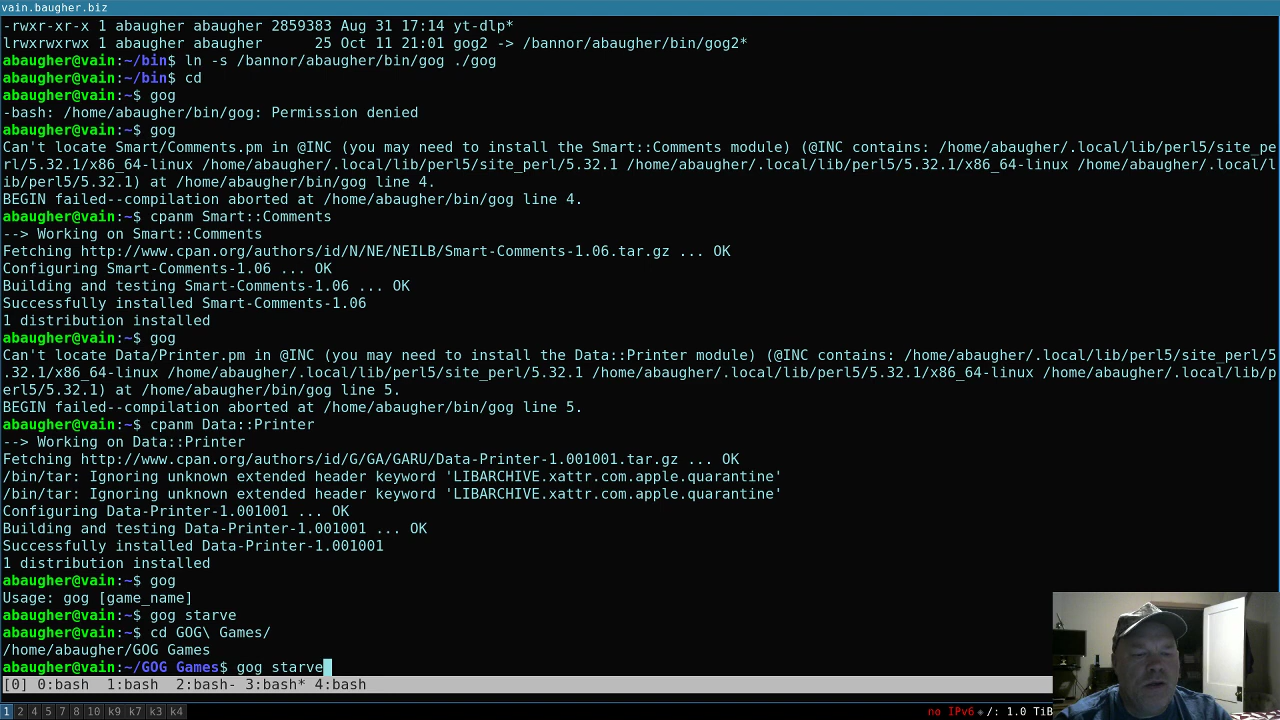 vain.baugher.biz
-rwxr-xr-x 1 abaugher abaugher 2859383 Aug 31 17:14 yt-dlp*
lrwxrwxrwx 1 abaugher abaugher      25 Oct 11 21:01 gog2 -> /bannor/abaugher/bin/gog2*
abaugher@vain:~/bin$ ln -s /bannor/abaugher/bin/gog ./gog
abaugher@vain:~/bin$ cd
abaugher@vain:~$ gog
-bash: /home/abaugher/bin/gog: Permission denied
abaugher@vain:~$ gog
Can't locate Smart/Comments.pm in @INC (you may need to install the Smart::Comments module) (@INC contains: /home/abaugher/.local/lib/perl5/site_pe
rl/5.32.1/x86_64-linux /home/abaugher/.local/lib/perl5/site_perl/5.32.1 /home/abaugher/.local/lib/perl5/5.32.1/x86_64-linux /home/abaugher/.local/l
ib/perl5/5.32.1) at /home/abaugher/bin/gog line 4.
BEGIN failed--compilation aborted at /home/abaugher/bin/gog line 4.
abaugher@vain:~$ cpanm Smart::Comments
--> Working on Smart::Comments
Fetching http://www.cpan.org/authors/id/N/NE/NEILB/Smart-Comments-1.06.tar.gz ... OK
Configuring Smart-Comments-1.06 ... OK
Building and testing Smart-Comments-1.06 ... OK
Successfully installed Smart-Comments-1.06
1 distribution installed
abaugher@vain:~$ gog
Can't locate Data/Printer.pm in @INC (you may need to install the Data::Printer module) (@INC contains: /home/abaugher/.local/lib/perl5/site_perl/5
.32.1/x86_64-linux /home/abaugher/.local/lib/perl5/site_perl/5.32.1 /home/abaugher/.local/lib/perl5/5.32.1/x86_64-linux /home/abaugher/.local/lib/p
erl5/5.32.1) at /home/abaugher/bin/gog line 5.
BEGIN failed--compilation aborted at /home/abaugher/bin/gog line 5.
abaugher@vain:~$ cpanm Data::Printer
--> Working on Data::Printer
Fetching http://www.cpan.org/authors/id/G/GA/GARU/Data-Printer-1.001001.tar.gz ... OK
/bin/tar: Ignoring unknown extended header keyword 'LIBARCHIVE.xattr.com.apple.quarantine'
/bin/tar: Ignoring unknown extended header keyword 'LIBARCHIVE.xattr.com.apple.quarantine'
Configuring Data-Printer-1.001001 ... OK
Building and testing Data-Printer-1.001001 ... OK
Successfully installed Data-Printer-1.001001
1 distribution installed
abaugher@vain:~$ gog
Usage: gog [game_name]
abaugher@vain:~$ gog starve
abaugher@vain:~$ cd GOG\ Games/
/home/abaugher/GOG Games
abaugher@vain:~/GOG Games$ gog starve
[0] 0:bash  1:bash  2:bash- 3:bash* 4:bash
1 2 4 5 7 8 10 k9 k7 k3 k4 no IPv6 /: 1.0 TiB